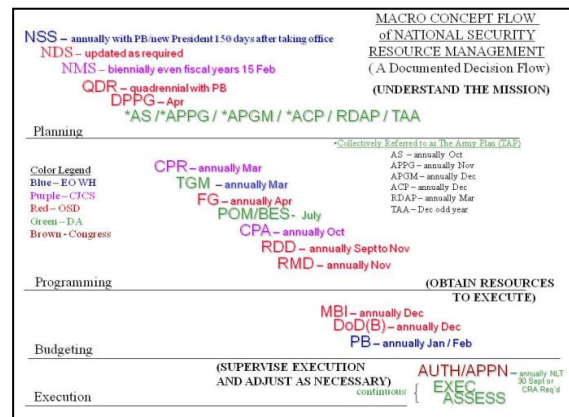 MACRO CONCEPT FLOW
of NATIONAL SECURITY
RESOURCE MANAGEMENT
( A Documented Decision Flow)
(UNDERSTAND THE MISSION)
NSS – annually with PB/new President 150 days after taking office
NDS – updated as required
NMS – biennially even fiscal years 15 Feb
QDR – quadrennial with PB
DPPG – Apr
*AS / *APPG / *APGM / *ACP / RDAP / TAA
Planning
*Collectively Referred to as The Army Plan (TAP)
AS – annually Oct
APPG – annually Nov
APGM – annually Dec
ACP – annually Dec
RDAP – annually Mar
TAA – Dec odd year
Color Legend
Blue – EO WH
Purple – CJCS
Red – OSD
Green – DA
Brown - Congress
CPR – annually Mar
TGM – annually Mar
FG – annually Apr
POM/BES - July
CPA – annually Oct
RDD – annually Sept to Nov
RMD – annually Nov
Programming
(OBTAIN RESOURCES
TO EXECUTE)
MBI – annually Dec
DoD(B) – annually Dec
PB – annually Jan / Feb
Budgeting
(SUPERVISE EXECUTION
AND ADJUST AS NECESSARY)
AUTH/APPN – annually NLT
30 Sept or
CRA Req'd
continuous
EXEC
ASSESS
Execution